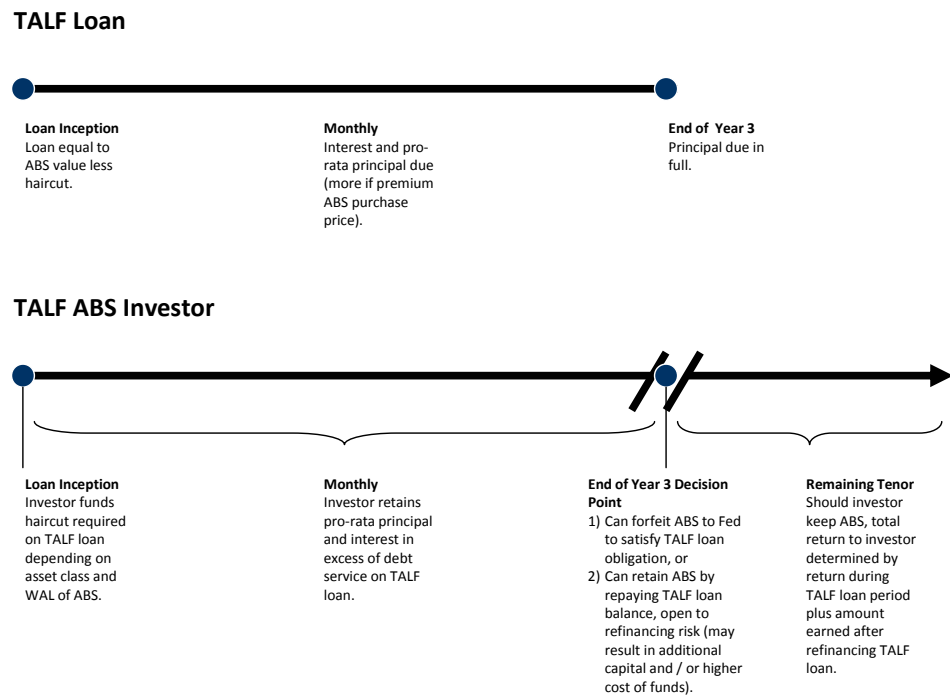 TALF Loan
Loan Inception
Loan equal to
ABS value less
haircut.
Monthly
Interest and pro-
rata principal due
(more if premium
ABS purchase
price).
End of Year 3
Principal due in
full.
TALF ABS Investor
Loan Inception
Investor funds
haircut required
on TALF loan
depending on
asset class and
WAL of ABS.
Monthly
Investor retains
pro-rata principal
and interest in
excess of debt
service on TALF
loan.
End of Year 3 Decision
Point
1) Can forfeit ABS to Fed
to satisfy TALF loan
obligation, or
2) Can retain ABS by
repaying TALF loan
balance, open to
refinancing risk (may
result in additional
capital and / or higher
cost of funds).
Remaining Tenor
Should investor
keep ABS, total
return to investor
determined by
return during
TALF loan period
plus amount
earned after
refinancing TALF
loan.